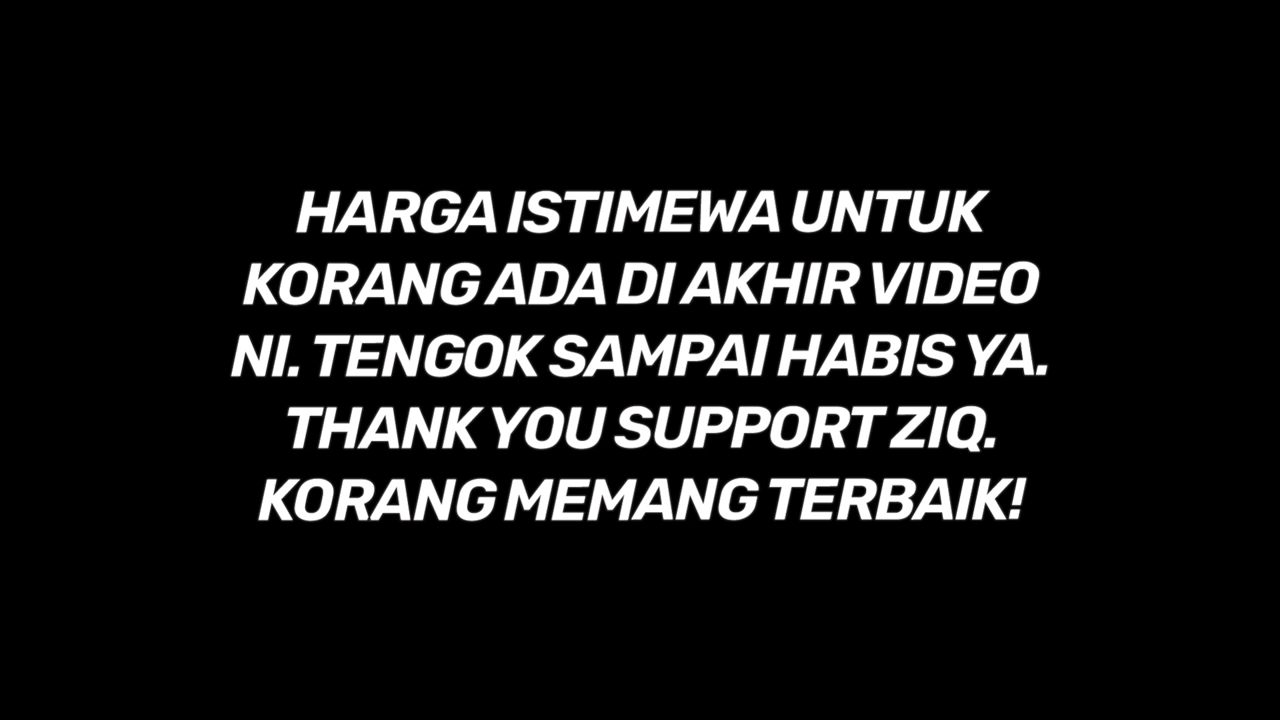 HARGA ISTIMEWA UNTUK
KORANG ADA DI AKHIR VIDEO
NI. TENGOK SAMPAI HABIS YA.
THANK YOU SUPPORT ZIQ.
KORANG MEMANG TERBAIK!